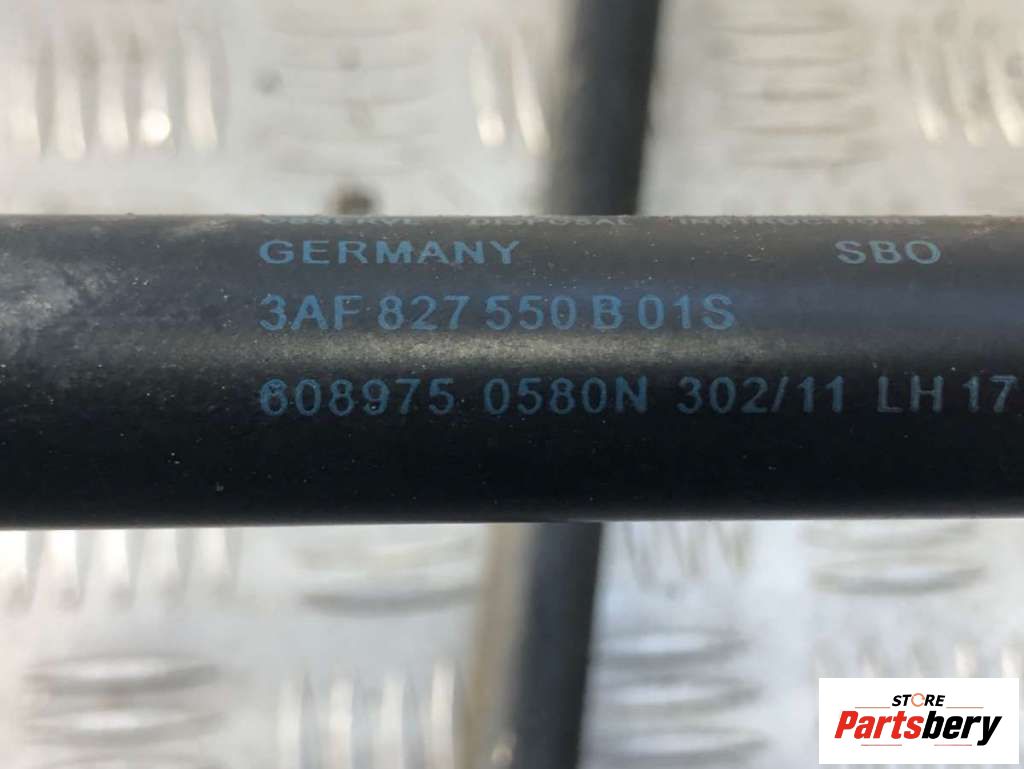 GERMANY SBO
3AF 827 550 B 01S
608975 0580N 302/11 LH 17
STORE
Partsbery